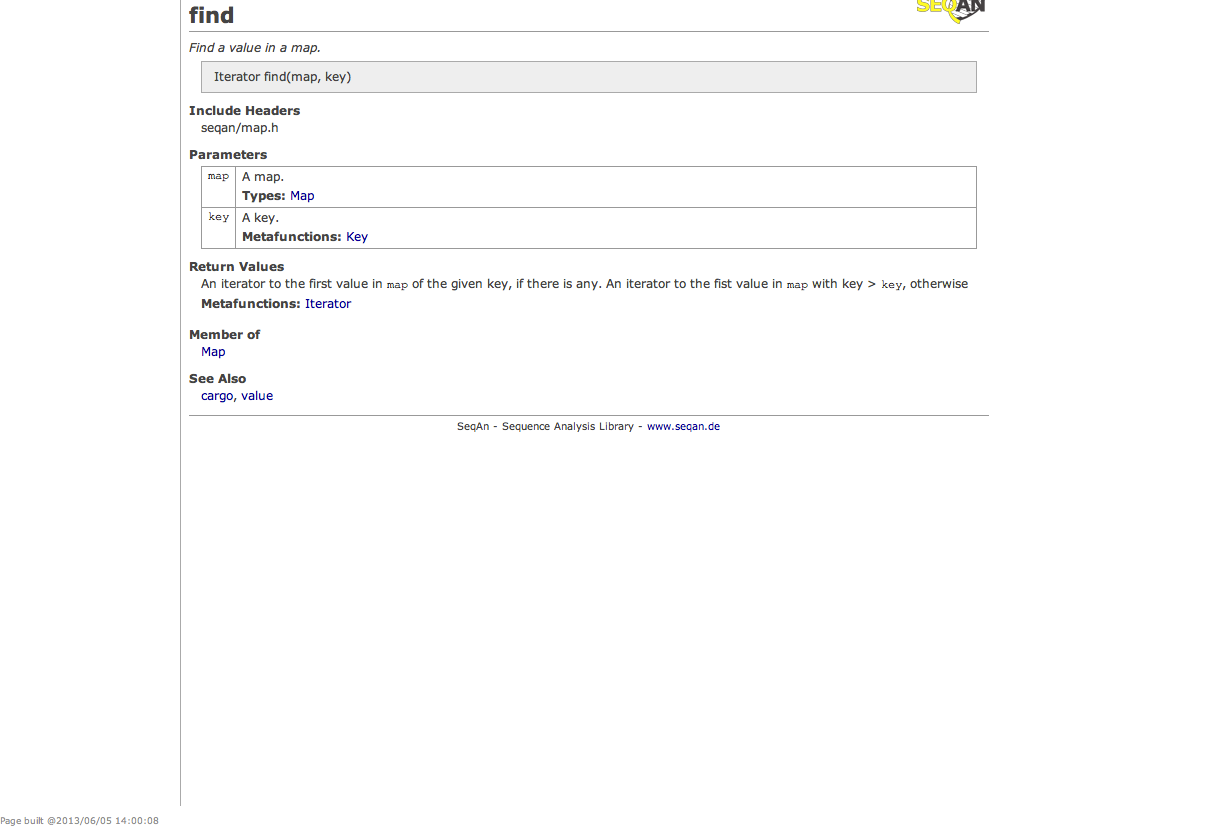 find
SEQAN
Find a value in a map.
Iterator find(map, key)
Include Headers
seqan/map.h
Parameters
map A map.
Types: Map
key A key.
Metafunctions: Key
Return Values
An iterator to the first value in map of the given key, if there is any. An iterator to the fist value in map with key > key, otherwise
Metafunctions: Iterator
Member of
Map
See Also
cargo, value
SeqAn - Sequence Analysis Library - www.seqan.de
Page built @2013/06/05 14:00:08